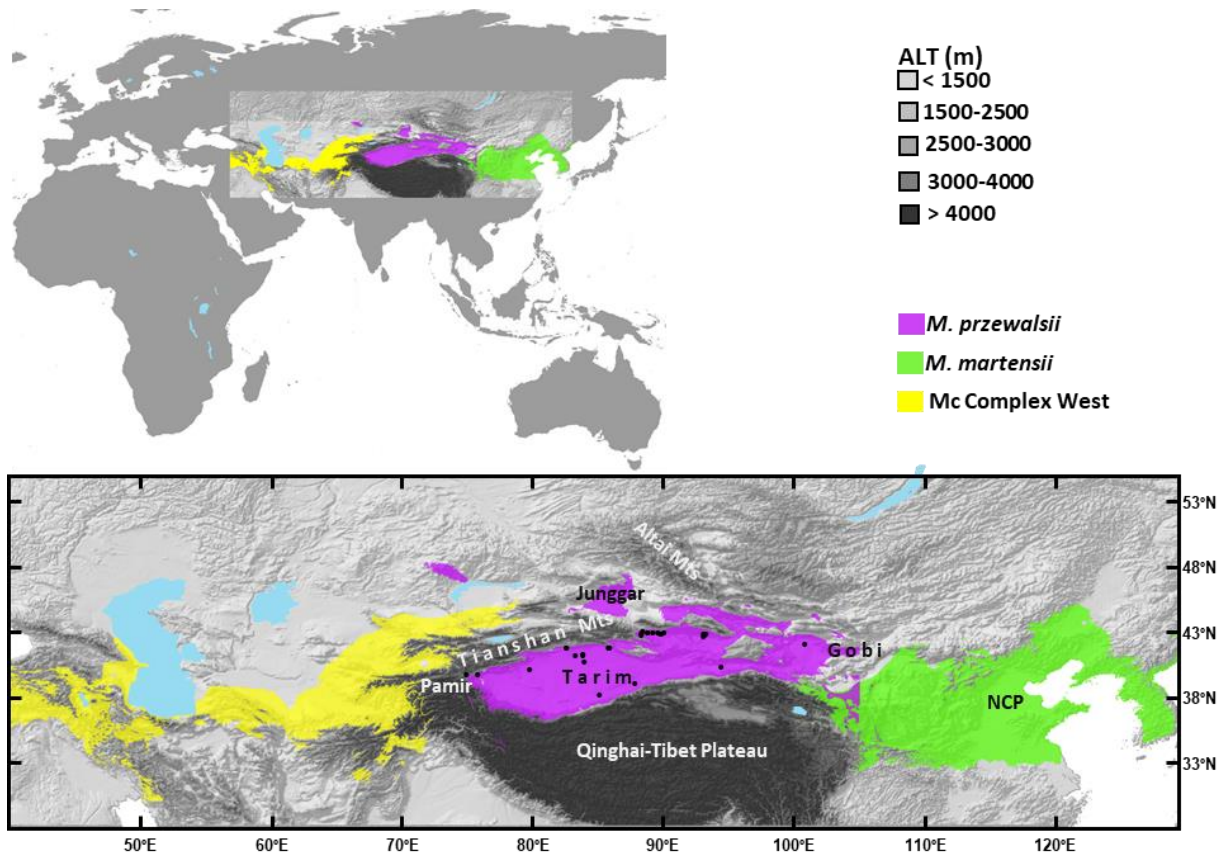 ALT (m)
< 1500
1500-2500
2500-3000
3000-4000
> 4000
M. przewalsii
M. martensii
Mc Complex West
53°N
Altai Mts
48°N
Junggar
Tianshan Mts
43°N
Gobi
Pamir
Tarim
NCP
38°N
Qinghai-Tibet Plateau
33°N
50°E 60°E 70°E 80°E 90°E 100°E 110°E 120°E